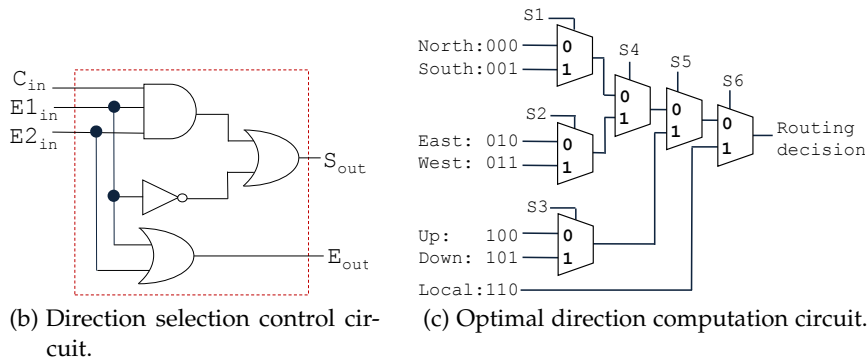 C_in
E1_in
E2_in
S_out
E_out
(b) Direction selection control cir-
cuit.
S1
North:000
South:001
0
1
S2
East: 010
West: 011
0
1
S3
Up: 100
Down: 101
0
1
Local:110
S4
0
1
S5
0
1
S6
0
1
Routing
decision
(c) Optimal direction computation circuit.